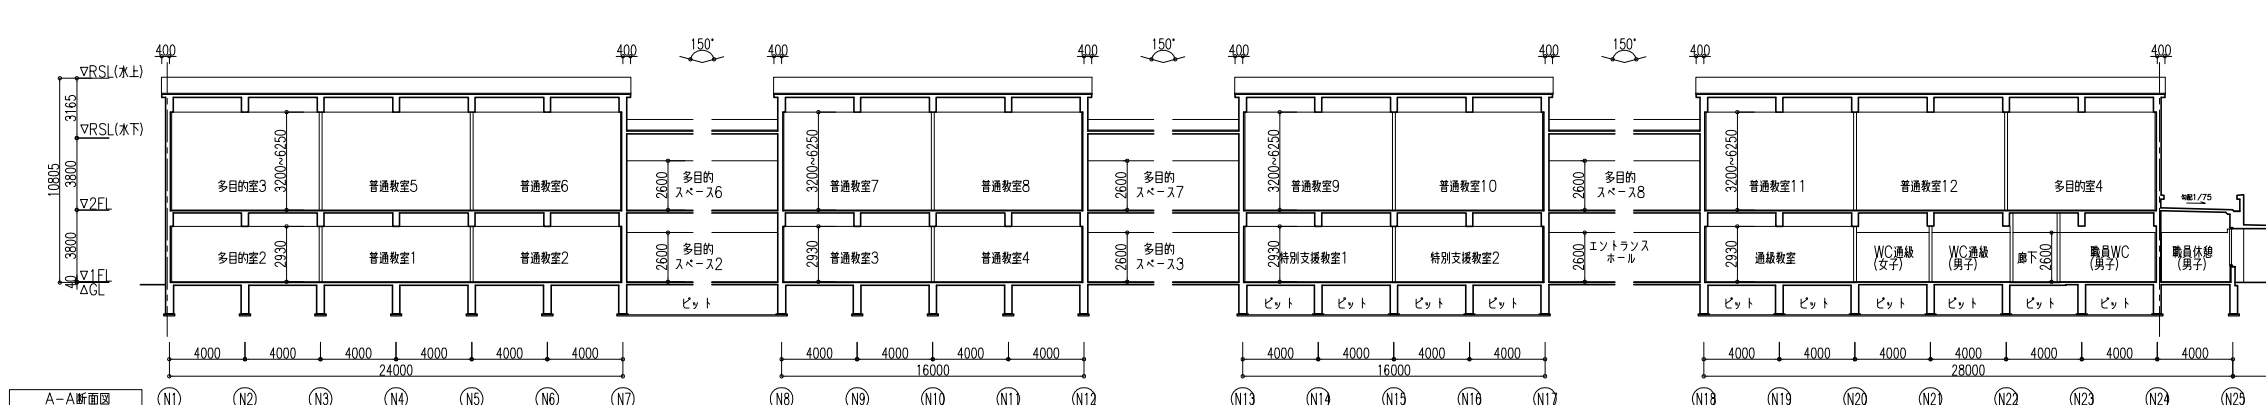 400 400 150° 400 400 150° 400 400 150° 400 400
▽RSL(水上)
3165
▽RSL(水下)
10805
3800
▽2FL
3800
▽1FL
40
△GL
多目的室3 3200~6250 普通教室5 普通教室6 2600 多目的スペース6 3200~6250 普通教室7 普通教室8 2600 多目的スペース7 3200~6250 普通教室9 普通教室10 2600 多目的スペース8 3200~6250 普通教室11 普通教室12 多目的室4
勾配1/75
多目的室2 2930 普通教室1 普通教室2 2600 多目的スペース2 2930 普通教室3 普通教室4 2600 多目的スペース3 2930 特別支援教室1 特別支援教室2 2600 エントランスホール 2930 通級教室 WC通級(女子) WC通級(男子) 廊下 2600 職員WC(男子) 職員休憩(男子)
ピット ピット ピット ピット ピット ピット ピット ピット ピット ピット ピット
4000 4000 4000 4000 4000 4000 4000 4000 4000 4000 4000 4000 4000 4000 4000 4000 4000 4000 4000 4000 4000
24000 16000 16000 28000
A-A断面図
N1 N2 N3 N4 N5 N6 N7 N8 N9 N10 N11 N12 N13 N14 N15 N16 N17 N18 N19 N20 N21 N22 N23 N24 N25